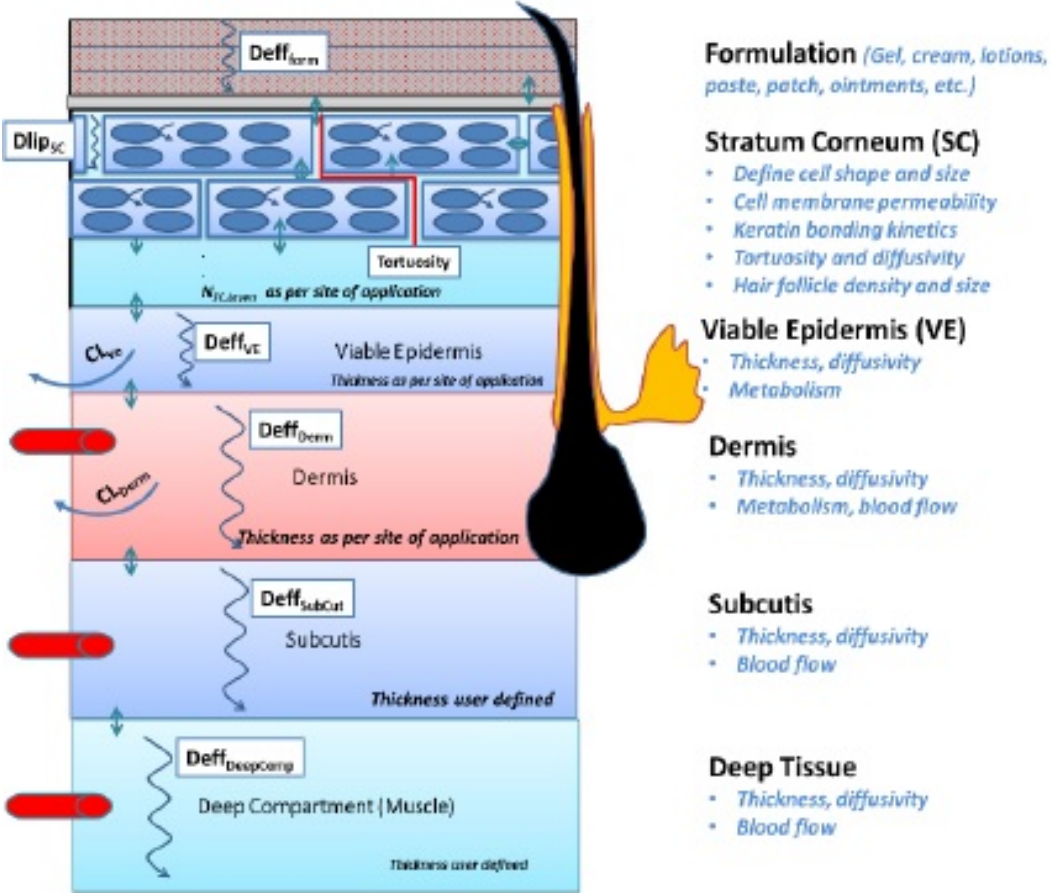 Deff form
Formulation (Gel, cream, lotions,
paste, patch, ointments, etc.)
Dlip SC
Stratum Corneum (SC)
• Define cell shape and size
• Cell membrane permeability
• Keratin bonding kinetics
• Tortuosity and diffusivity
• Hair follicle density and size
Tortuosity
N SC,layers as per site of application
Viable Epidermis (VE)
• Thickness, diffusivity
• Metabolism
Deff VE
CL VE
Viable Epidermis
Thickness as per site of application
Deff Derm
Dermis
• Thickness, diffusivity
• Metabolism, blood flow
Dermis
CL Derm
Thickness as per site of application
Deff SubCut
Subcutis
Thickness user defined
Subcutis
• Thickness, diffusivity
• Blood flow
Deff DeepComp
Deep Compartment (Muscle)
Thickness user defined
Deep Tissue
• Thickness, diffusivity
• Blood flow